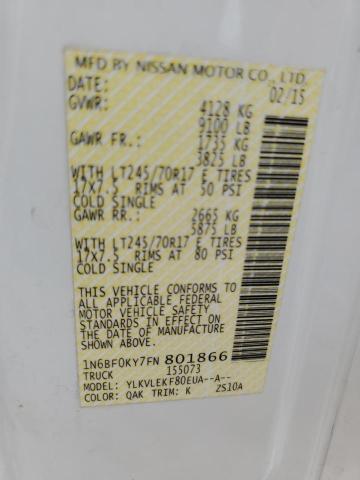 MFD BY NISSAN MOTOR CO., LTD.
DATE: 02/15
GVWR: 4128 KG
9100 LB
GAWR FR: 1735 KG
3825 LB
WITH LT245/70R17 E TIRES
17X7.5 RIMS AT 50 PSI
COLD SINGLE
GAWR RR: 2665 KG
5875 LB
WITH LT245/70R17 E TIRES
17X7.5 RIMS AT 80 PSI
COLD SINGLE
THIS VEHICLE CONFORMS TO
ALL APPLICABLE FEDERAL
MOTOR VEHICLE SAFETY
STANDARDS IN EFFECT ON
THE DATE OF MANUFACTURE
SHOWN ABOVE.
1N6BF0KY7FN801866
TRUCK 155073
MODEL: YLKVLEKF80EUA--A--
COLOR: QAK TRIM: K ZS10A